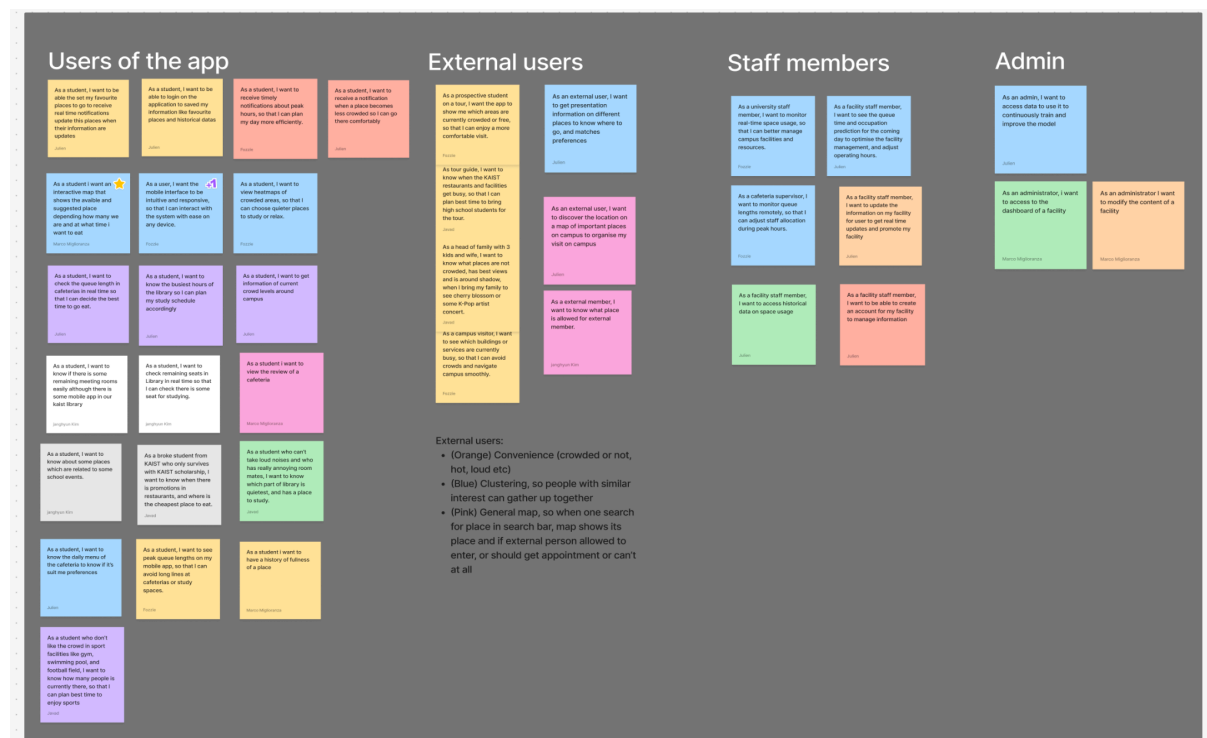 Users of the app
As a student, I want to be
able the set my favourite
places to go to receive
real time notifications
update this places when
their information are
updates
Julien
As a student, I want to be
able to login on the
application to saved my
information like favourite
places and historical datas
Julien
As a student, I want to
receive timely
notifications about peak
hours, so that I can plan
my day more efficiently.
Puzzle
As a student, I want to
receive a notification
when a place becomes
less crowded so I can go
there comfortably
Julien
As a student I want an
interactive map that
shows the avaible and
suggested place
depending how many we
are and at what time i
want to eat
Marco Miglioranza
As a user, I want the
mobile interface to be
intuitive and responsive,
so that I can interact with
the system with ease on
any device.
Puzzle
+1
As a student, I want to
view heatmaps of
crowded areas, so that I
can choose quieter places
to study or relax.
Puzzle
As a student, I want to
check the queue length in
cafeterias in real time so
that I can decide the best
time to go eat.
Julien
As a student, I want to
know the busiest hours of
the library so I can plan
my study schedule
accordingly
Julien
As a student, I want to get
information of current
crowd levels around
campus
Julien
As a student, I want to
know if there is some
remaining meeting rooms
easily although there is
some mobile app in our
kaist library
janghyun Kim
As a student, I want to
check remaining seats in
Library in real time so that
I can check there is some
seat for studying.
janghyun Kim
As a student I want to
view the review of a
cafeteria
Marco Miglioranza
As a student, I want to
know about some places
which are related to some
school events.
janghyun Kim
As a broke student from
KAIST who only survives
with KAIST scholarship, I
want to know when there
is promotions in
restaurants, and where is
the cheapest place to eat.
Javad
As a student who can't
take loud noises and who
has really annoying room
mates, I want to know
which part of library is
quietest, and has a place
to study.
Javad
As a student, I want to
know the daily menu of
the cafeteria to know if it's
suit me preferences
Julien
As a student, I want to see
peak queue lengths on my
mobile app, so that I can
avoid long lines at
cafeterias or study
spaces.
Puzzle
As a student I want to
have a history of fullness
of a place
Marco Miglioranza
As a student who don't
like the crowd in sport
facilities like gym,
swimming pool, and
football field, I want to
know how many people is
currently there, so that I
can plan best time to
enjoy sports
Javad
External users
As a prospective student
on a tour, I want the app to
show me which areas are
currently crowded or free,
so that I can enjoy a more
comfortable visit.
Puzzle
As tour guide, I want to
know when the KAIST
restaurants and facilities
get busy, so that I can
plan best time to bring
high school students for
the tour.
Javad
As a head of family with 3
kids and wife, I want to
know what places are
not crowded, has best views
and is around shadow,
when I bring my family to
see cherry blossom or
some K-Pop artist
concert.
Javad
As a campus visitor, I want
to see which buildings or
services are currently
busy, so that I can avoid
crowds and navigate
campus smoothly.
Puzzle
As an external user, I want
to get presentation
information on different
places to know where to
go, and matches
preferences
Julien
As an external user, I want
to discover the location on
a map of important places
on campus to organise my
visit on campus
Julien
As a external member, I
want to know what place
is allowed for external
member.
janghyun Kim
External users:
• (Orange) Convenience (crowded or not,
hot, loud etc)
• (Blue) Clustering, so people with similar
interest can gather up together
• (Pink) General map, so when one search
for place in search bar, map shows its
place and if external person allowed to
enter, or should get appointment or can't
at all
Staff members
As a university staff
member, I want to monitor
real-time space usage, so
that I can better manage
campus facilities and
resources.
Puzzle
As a facility staff member,
I want to see the queue
time and occupation
prediction for the coming
day to optimise the facility
management, and adjust
operating hours.
Julien
As a cafeteria supervisor, I
want to monitor queue
lengths remotely, so that I
can adjust staff allocation
during peak hours.
Puzzle
As a facility staff member,
I want to update the
information on my facility
for user to get real time
updates and promote my
facility
Julien
As a facility staff member,
I want to access historical
data on space usage
Julien
As a facility staff member,
I want to be able to create
an account for my facility
to manage information
Julien
Admin
As an admin, I want to
access data to use it to
continuously train and
improve the model
Julien
As an administrator, i want
to access to the
dashboard of a facility
Marco Miglioranza
As an administrator I want
to modify the content of a
facility
Marco Miglioranza